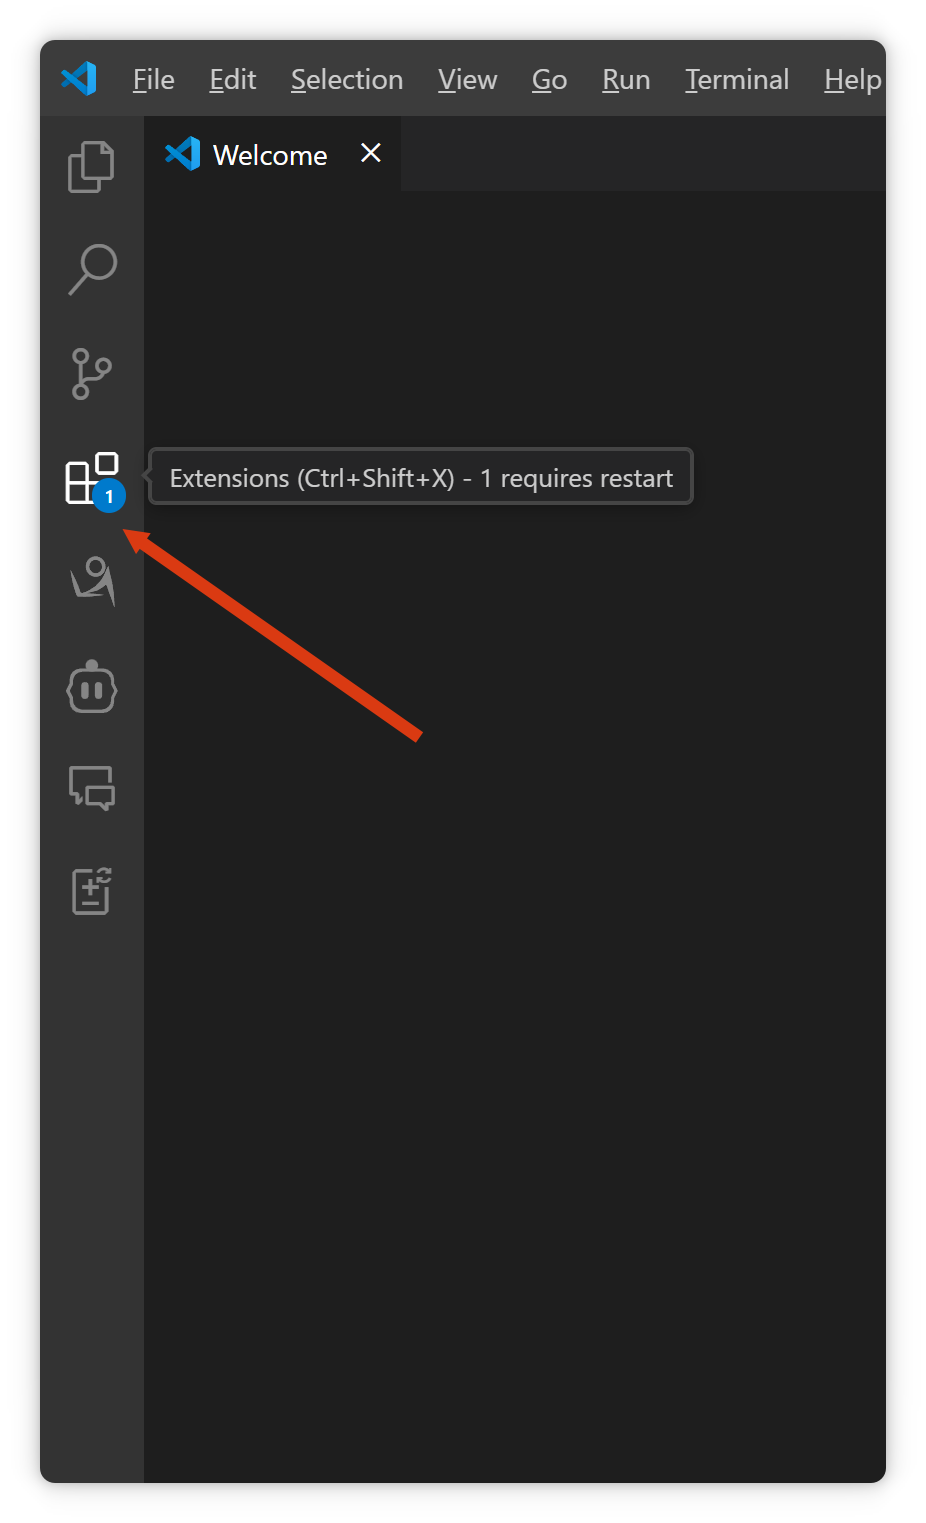 File Edit Selection View Go Run Terminal Help
Welcome
Extensions (Ctrl+Shift+X) - 1 requires restart
1